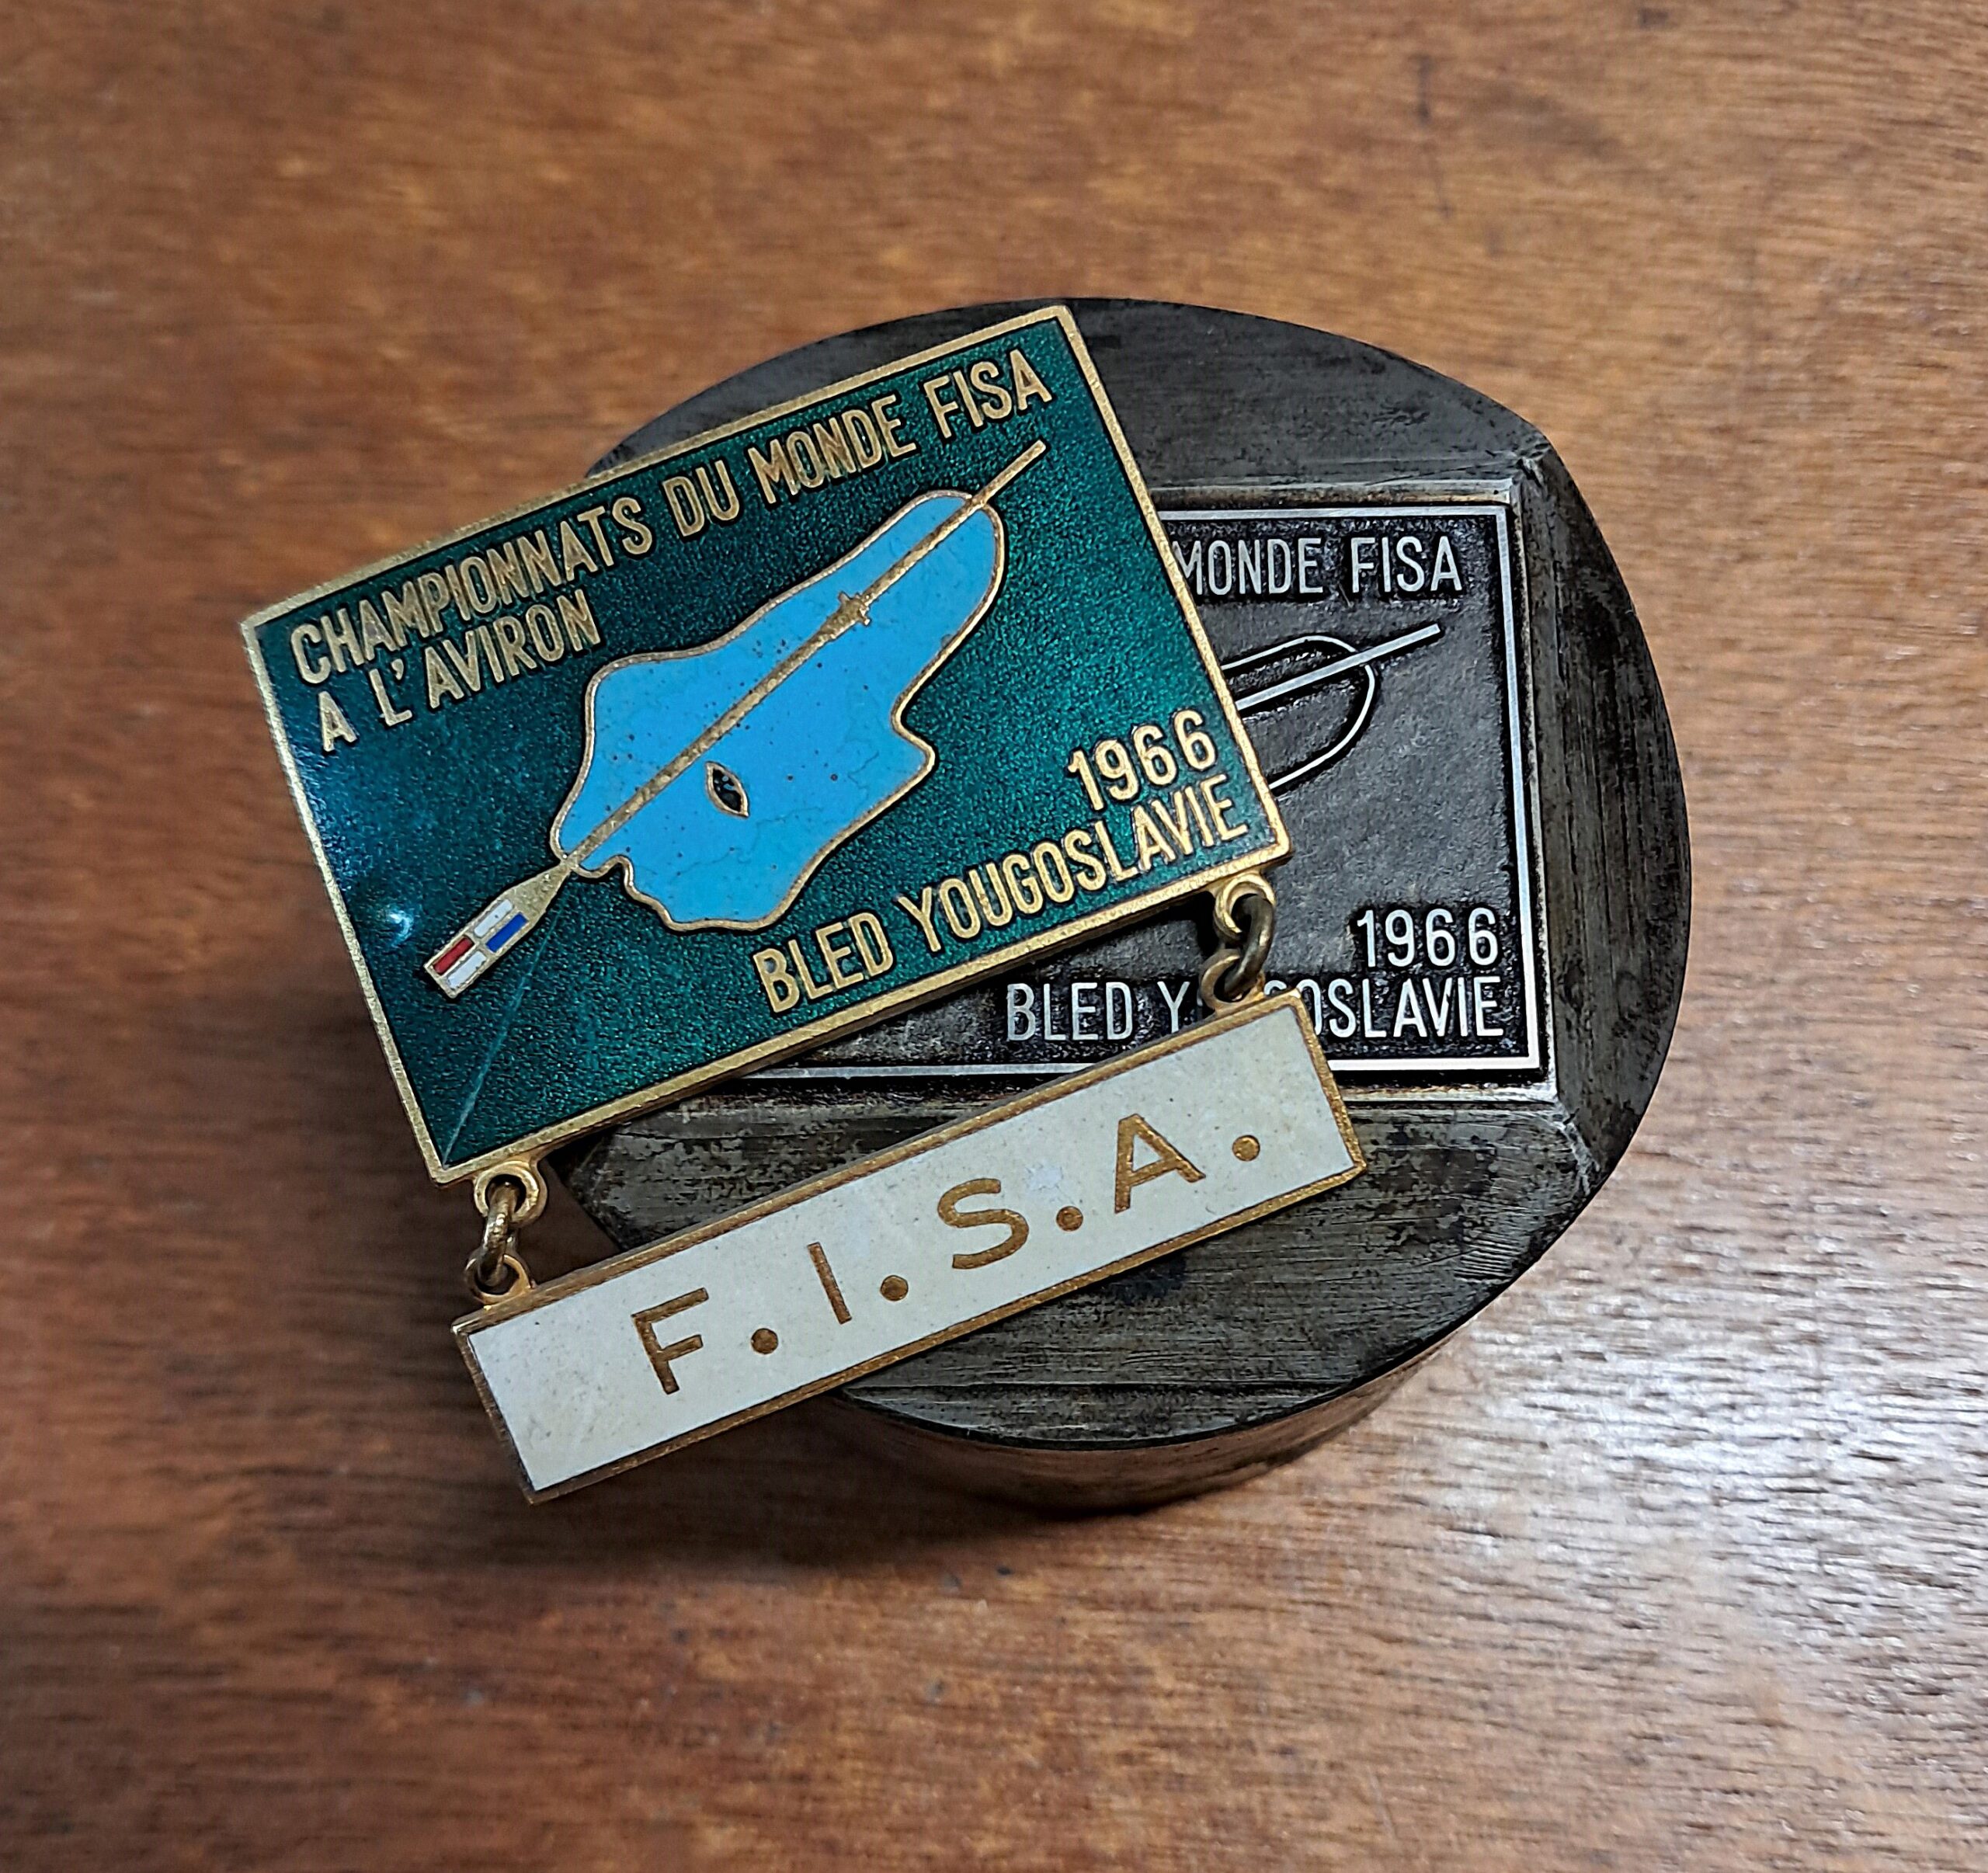 CHAMPIONNATS DU MONDE FISA
A L'AVIRON
1966
BLED YOUGOSLAVIE
F.I.S.A.
MONDE FISA
1966
BLED Y OSLAVIE